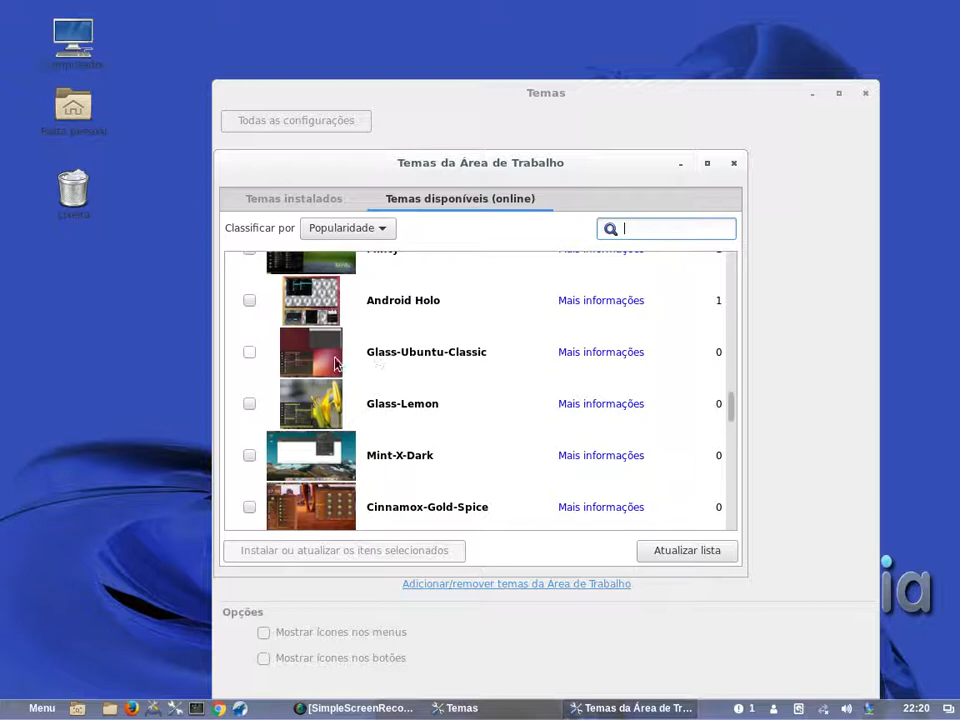 Computador
Pasta pessoal
Lixeira
Temas
Todas as configurações
Temas da Área de Trabalho
Temas instalados
Temas disponíveis (online)
Classificar por
Popularidade
Android Holo Mais informações 1
Glass-Ubuntu-Classic Mais informações 0
Glass-Lemon Mais informações 0
Mint-X-Dark Mais informações 0
Cinnamox-Gold-Spice Mais informações 0
Instalar ou atualizar os itens selecionados
Atualizar lista
Adicionar/remover temas da Área de Trabalho
Opções
Mostrar ícones nos menus
Mostrar ícones nos botões
ia
Menu [SimpleScreenReco... Temas Temas da Área de Tr... 1 22:20